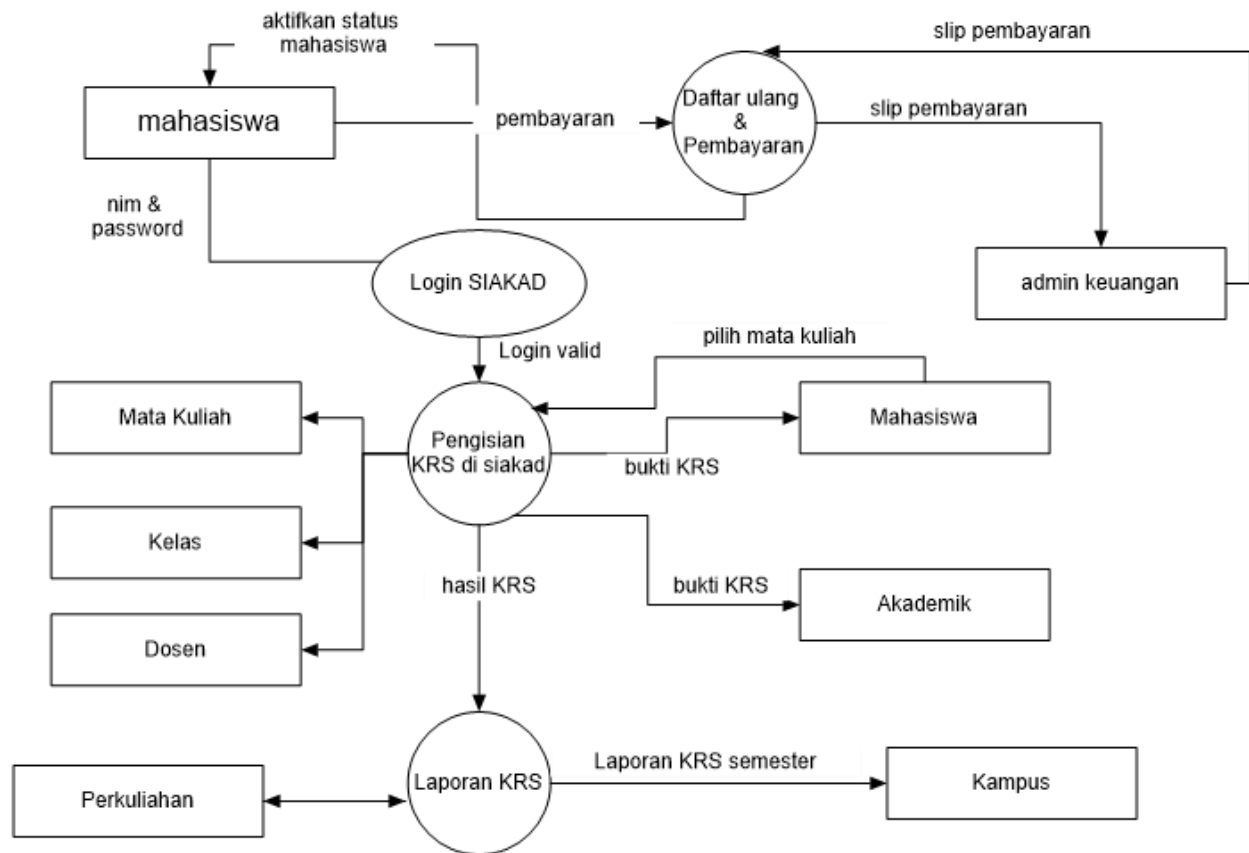 aktifkan status
mahasiswa
slip pembayaran
mahasiswa
pembayaran
Daftar ulang
&
Pembayaran
slip pembayaran
nim &
password
Login SIAKAD
admin keuangan
Login valid
pilih mata kuliah
Mata Kuliah
Pengisian
KRS di siakad
Mahasiswa
bukti KRS
Kelas
hasil KRS
bukti KRS
Akademik
Dosen
Perkuliahan
Laporan KRS
Laporan KRS semester
Kampus